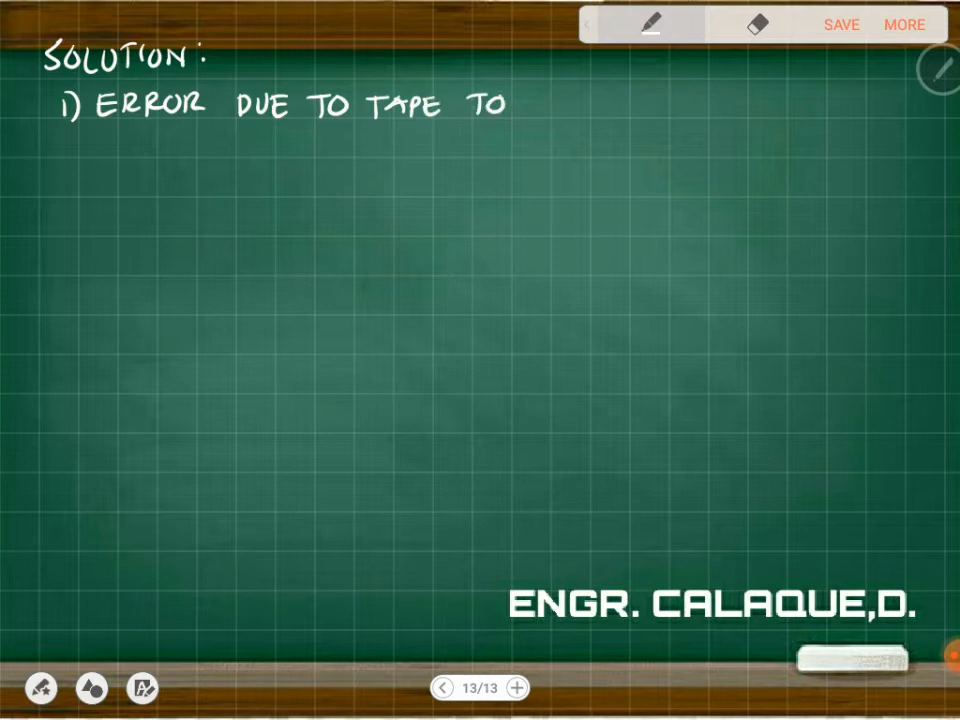 SAVE MORE
SOLUTION:
1) ERROR DUE TO TAPE TO
ENGR. CALAQUE,D.
13/13